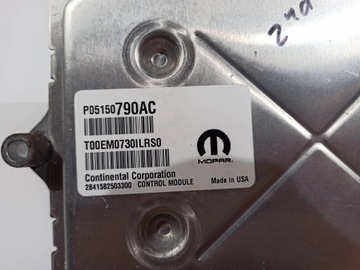 P05150790AC
T00EM0730ILRS0
MOPAR
Continental Corporation
2841582503300 CONTROL MODULE
Made in USA